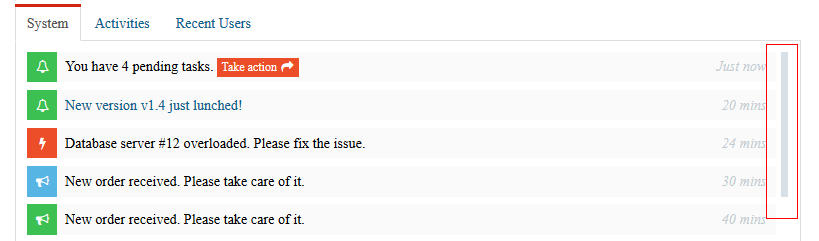 System Activities Recent Users
You have 4 pending tasks. Take action Just now
New version v1.4 just lunched! 20 mins
Database server #12 overloaded. Please fix the issue. 24 mins
New order received. Please take care of it. 30 mins
New order received. Please take care of it. 40 mins